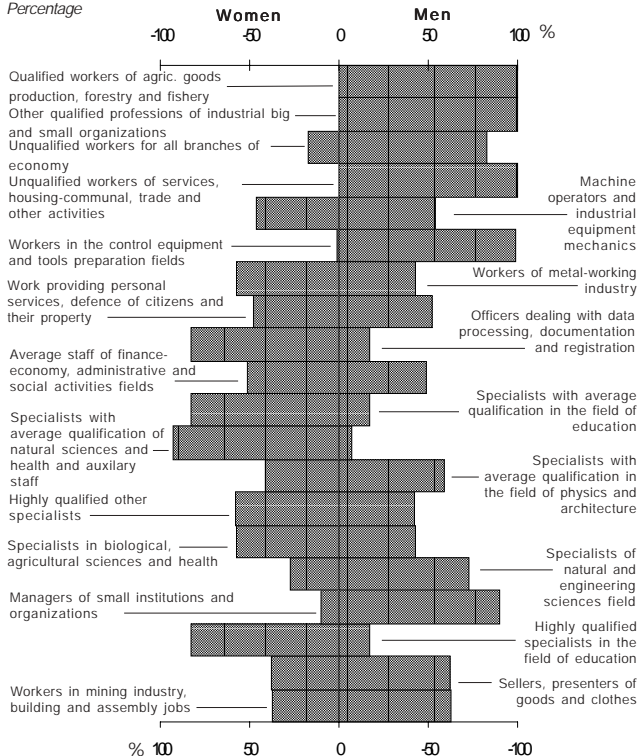 Percentage
Women
Men
-100 -50 0 50 100 %
Qualified workers of agric. goods
production, forestry and fishery
Other qualified professions of industrial big
and small organizations
Unqualified workers for all branches of
economy
Unqualified workers of services,
housing-communal, trade and
other activities
Machine
operators and
industrial
equipment
mechanics
Workers in the control equipment
and tools preparation fields
Workers of metal-working
industry
Work providing personal
services, defence of citizens and
their property
Officers dealing with data
processing, documentation
and registration
Average staff of finance-
economy, administrative and
social activities fields
Specialists with average
qualification in the field of
education
Specialists with
average qualification of
natural sciences and
health and auxilary
staff
Specialists with
average qualification in
the field of physics and
architecture
Highly qualified other
specialists
Specialists in biological,
agricultural sciences and health
Specialists of
natural and
engineering
sciences field
Managers of small institutions and
organizations
Highly qualified
specialists in the
field of education
Sellers, presenters of
goods and clothes
Workers in mining industry,
building and assembly jobs
% 100 50 0 -50 -100